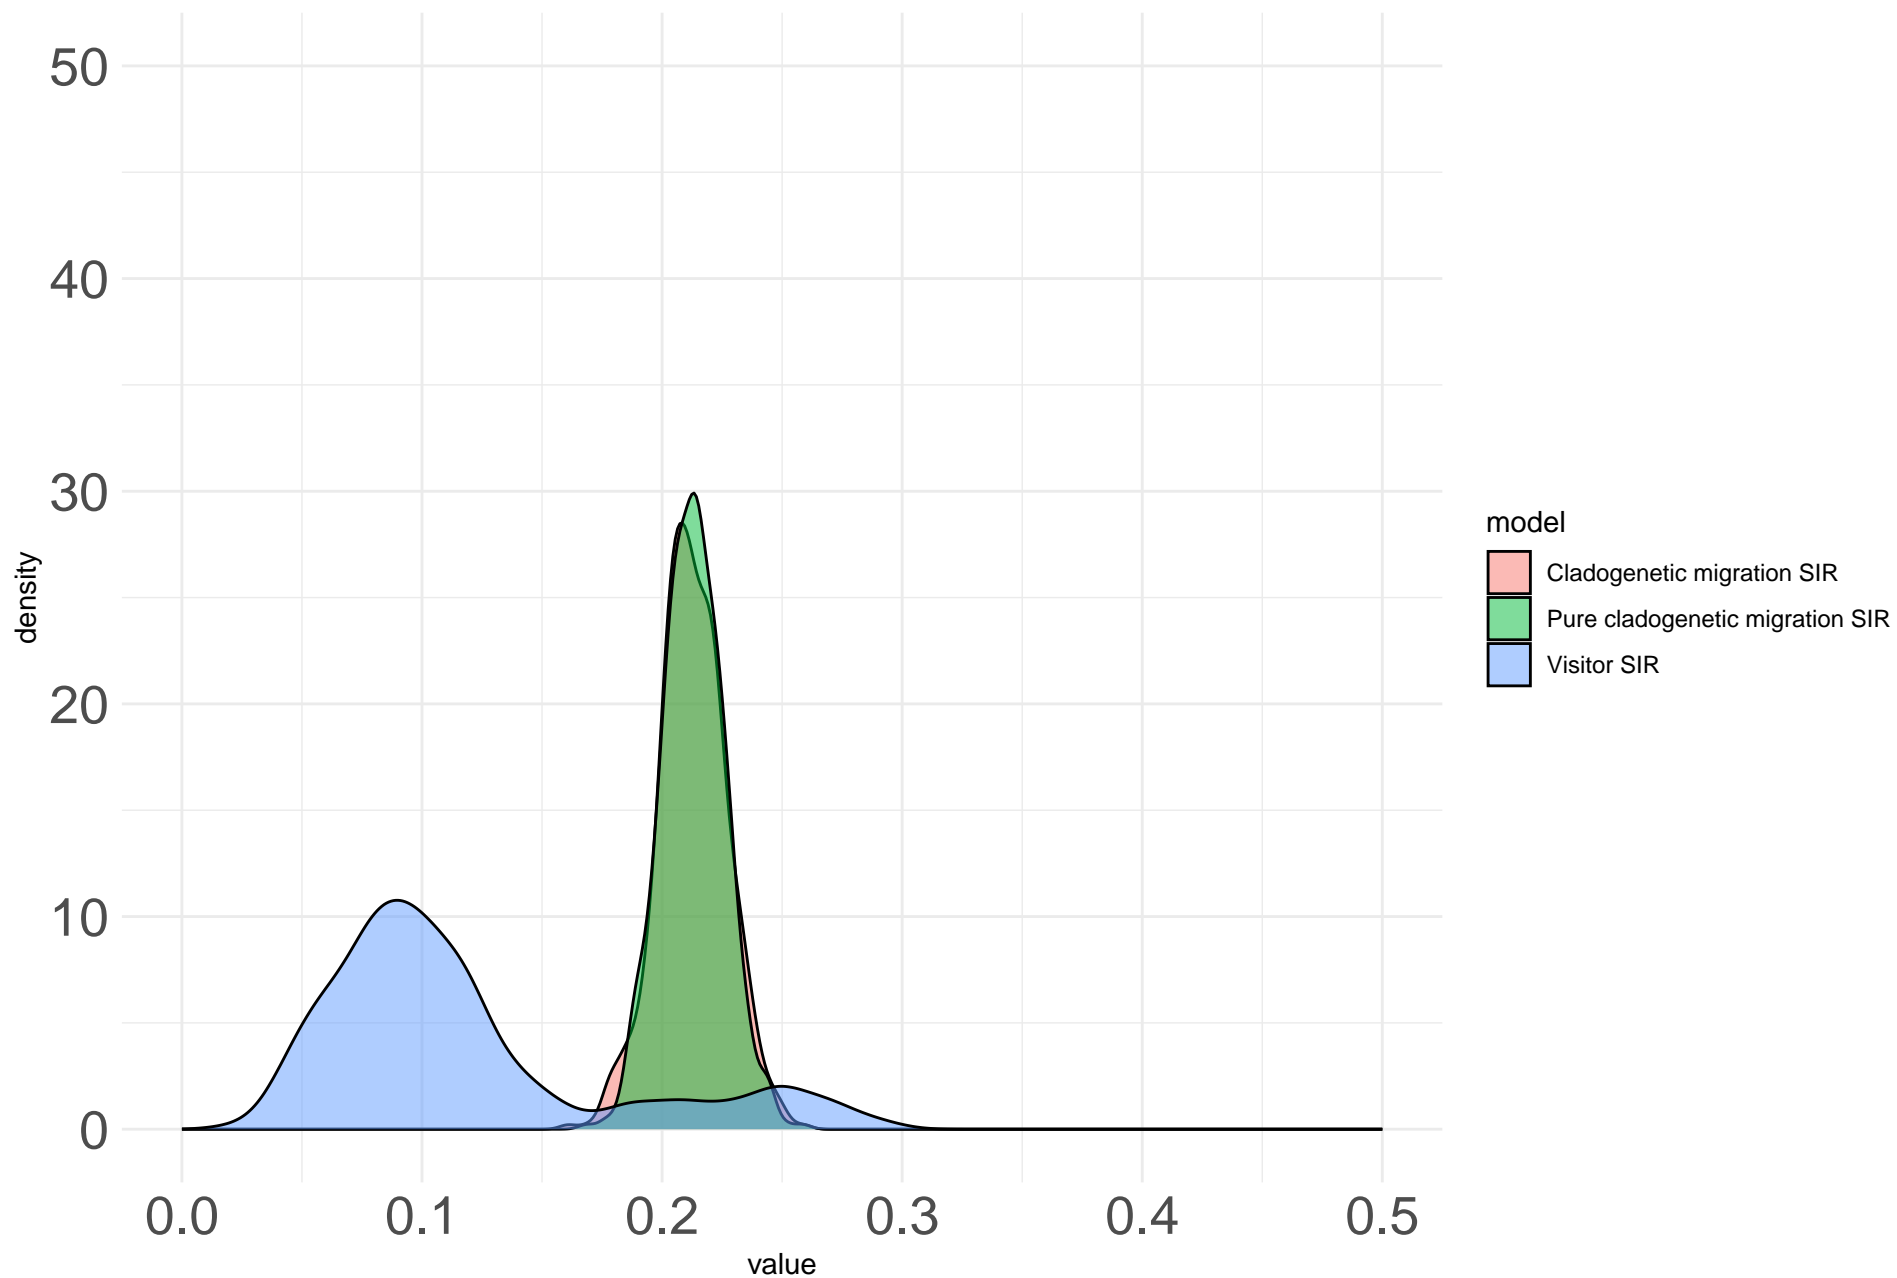 50
40
30
20
10
0
density
0.0 0.1 0.2 0.3 0.4 0.5
value
model
Cladogenetic migration SIR
Pure cladogenetic migration SIR
Visitor SIR